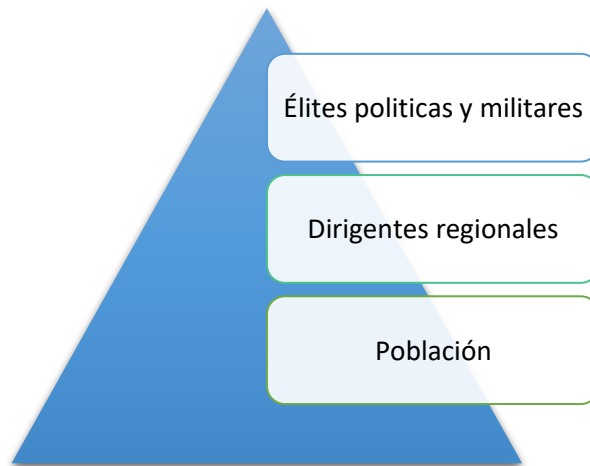 Élites politicas y militares
Dirigentes regionales
Población